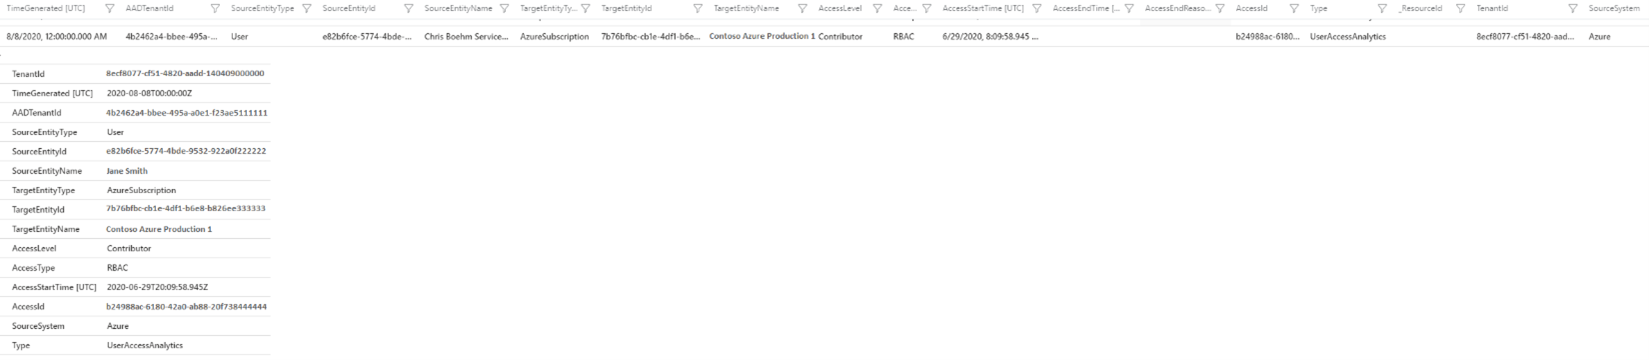 TimeGenerated [UTC] AADTenantId SourceEntityType SourceEntityId SourceEntityName TargetEntityTy... TargetEntityId TargetEntityName AccessLevel Acce... AccessStartTime [UTC] AccessEndTime [... AccessEndReaso... AccessId Type _ResourceId TenantId SourceSystem
8/8/2020, 12:00:00.000 AM 4b2462a4-bbee-495a-... User e82b6fce-5774-4bde-... Chris Boehm Service... AzureSubscription 7b76bfbc-cb1e-4df1-b6e... Contoso Azure Production 1 Contributor RBAC 6/29/2020, 8:09:58.945 ... b24988ac-6180... UserAccessAnalytics 8ecf8077-cf51-4820-aad... Azure
TenantId 8ecf8077-cf51-4820-aadd-140409000000
TimeGenerated [UTC] 2020-08-08T00:00:00Z
AADTenantId 4b2462a4-bbee-495a-a0e1-f23ae5111111
SourceEntityType User
SourceEntityId e82b6fce-5774-4bde-9532-922a0f222222
SourceEntityName Jane Smith
TargetEntityType AzureSubscription
TargetEntityId 7b76bfbc-cb1e-4df1-b6e8-b826ee333333
TargetEntityName Contoso Azure Production 1
AccessLevel Contributor
AccessType RBAC
AccessStartTime [UTC] 2020-06-29T20:09:58.945Z
AccessId b24988ac-6180-42a0-ab88-20f738444444
SourceSystem Azure
Type UserAccessAnalytics